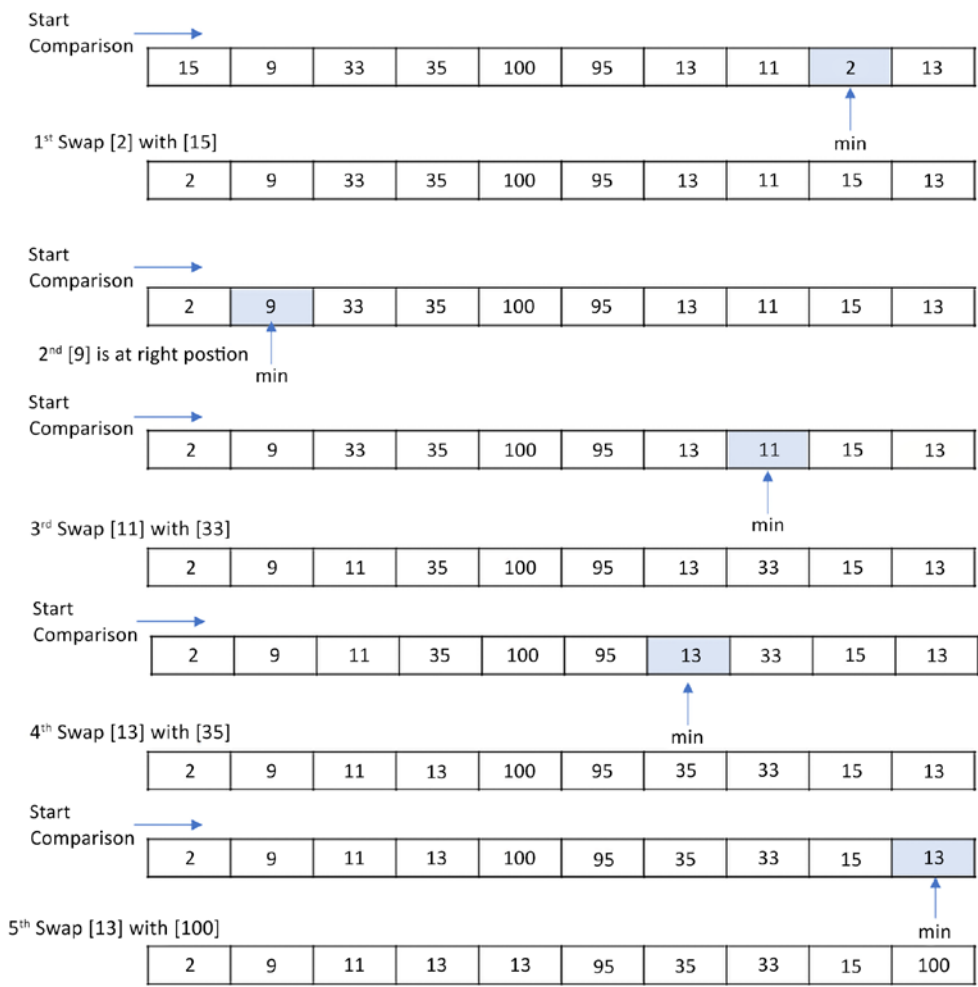 Start
Comparison
15 9 33 35 100 95 13 11 2 13
min
1st Swap [2] with [15]
2 9 33 35 100 95 13 11 15 13
Start
Comparison
2 9 33 35 100 95 13 11 15 13
2nd [9] is at right postion
min
Start
Comparison
2 9 33 35 100 95 13 11 15 13
min
3rd Swap [11] with [33]
2 9 11 35 100 95 13 33 15 13
Start
Comparison
2 9 11 35 100 95 13 33 15 13
min
4th Swap [13] with [35]
2 9 11 13 100 95 35 33 15 13
Start
Comparison
2 9 11 13 100 95 35 33 15 13
5th Swap [13] with [100]
min
2 9 11 13 13 95 35 33 15 100